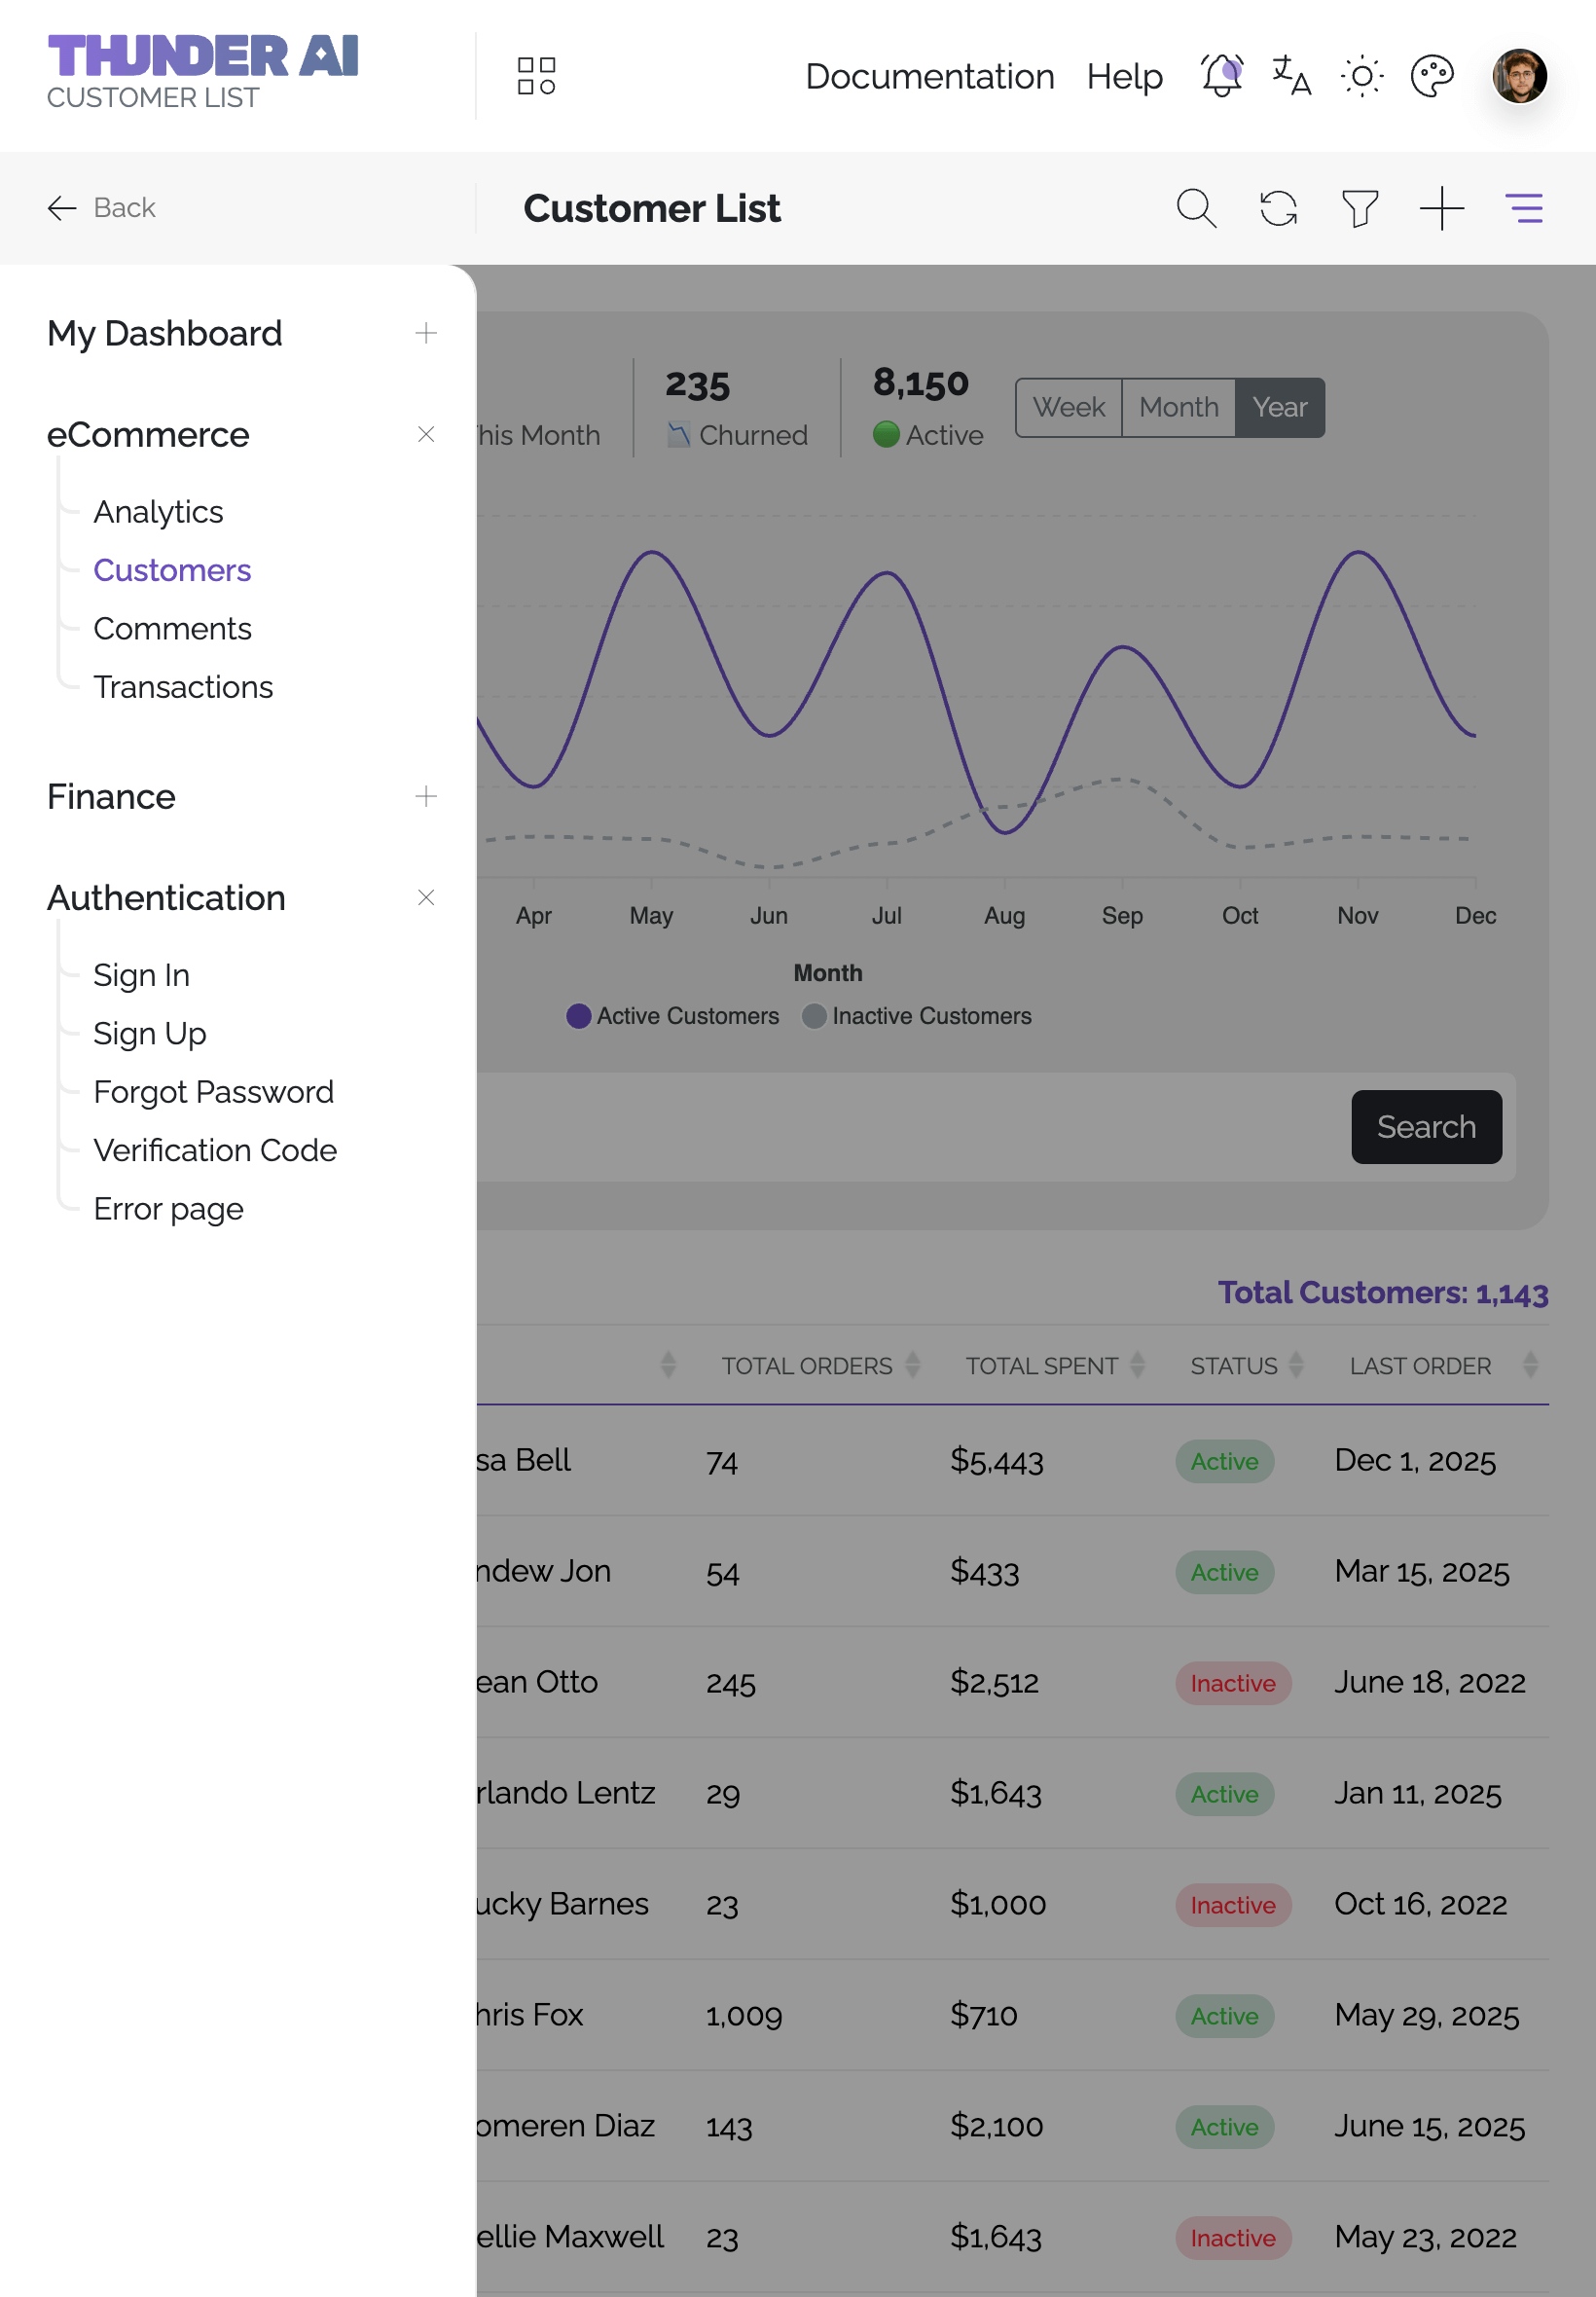 THUNDER AI
CUSTOMER LIST
Documentation
Help
Back
Customer List
My Dashboard
eCommerce
Analytics
Customers
Comments
Transactions
Finance
Authentication
Sign In
Sign Up
Forgot Password
Verification Code
Error page
his Month
235
Churned
8,150
Active
Week Month Year
Apr May Jun Jul Aug Sep Oct Nov Dec
Month
Active Customers Inactive Customers
Search
Total Customers: 1,143
TOTAL ORDERS TOTAL SPENT STATUS LAST ORDER
sa Bell 74 $5,443 Active Dec 1, 2025
ndew Jon 54 $433 Active Mar 15, 2025
ean Otto 245 $2,512 Inactive June 18, 2022
rlando Lentz 29 $1,643 Active Jan 11, 2025
ucky Barnes 23 $1,000 Inactive Oct 16, 2022
hris Fox 1,009 $710 Active May 29, 2025
omeren Diaz 143 $2,100 Active June 15, 2025
ellie Maxwell 23 $1,643 Inactive May 23, 2022